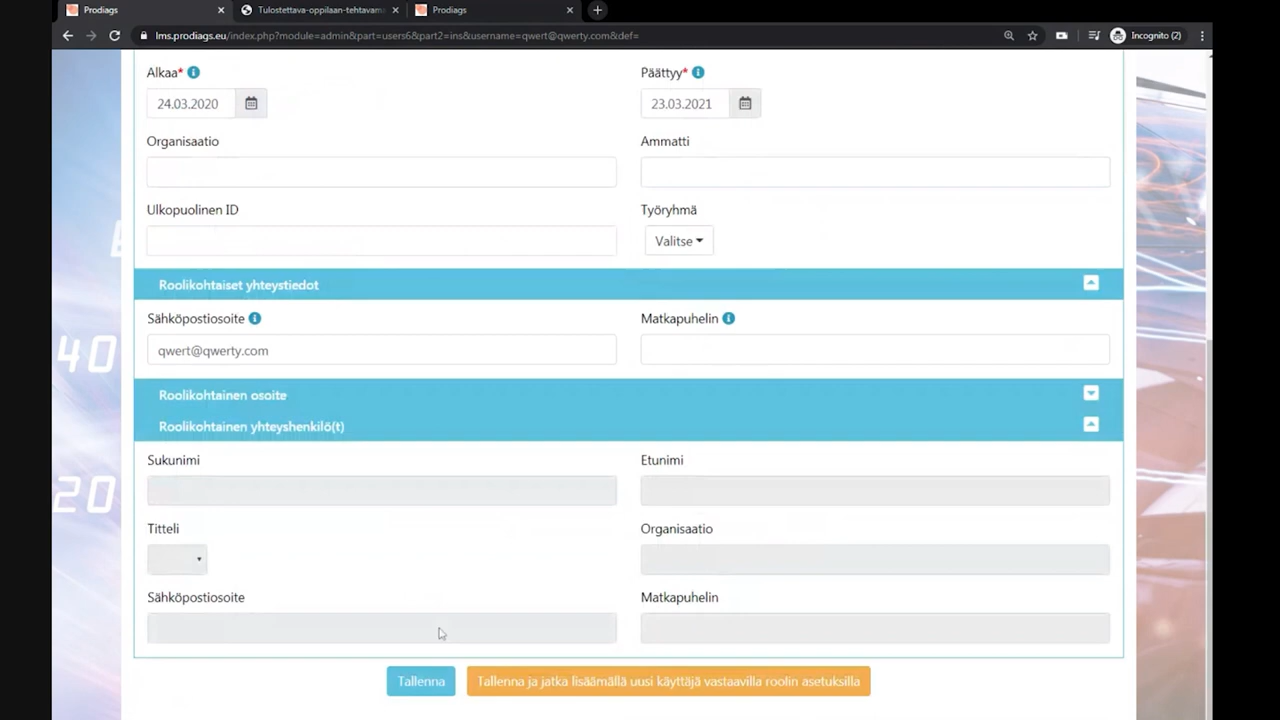 Prodiags
Tulostettava-oppilaan-tehtavama
Prodiags
lms.prodiags.eu/index.php?module=admin&part=users6&part2=ins&username=qwert@qwerty.com&def=
Incognito (2)
Alkaa*
Päättyy*
24.03.2020
23.03.2021
Organisaatio
Ammatti
Ulkopuolinen ID
Työryhmä
Valitse
Roolikohtaiset yhteystiedot
Sähköpostiosoite
Matkapuhelin
qwert@qwerty.com
40
Roolikohtainen osoite
Roolikohtainen yhteyshenkilö(t)
Sukunimi
Etunimi
20
Titteli
Organisaatio
Sähköpostiosoite
Matkapuhelin
Tallenna
Tallenna ja jatka lisäämällä uusi käyttäjä vastaavilla roolin asetuksilla